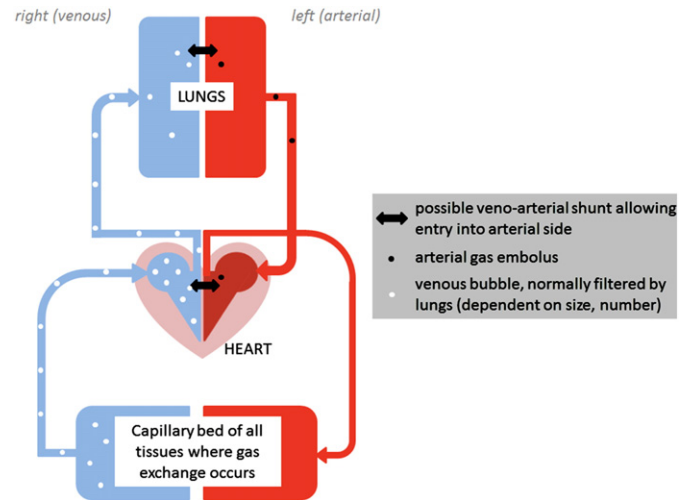 right (venous)
left (arterial)
LUNGS
possible veno-arterial shunt allowing
entry into arterial side
arterial gas embolus
venous bubble, normally filtered by
lungs (dependent on size, number)
HEART
Capillary bed of all
tissues where gas
exchange occurs